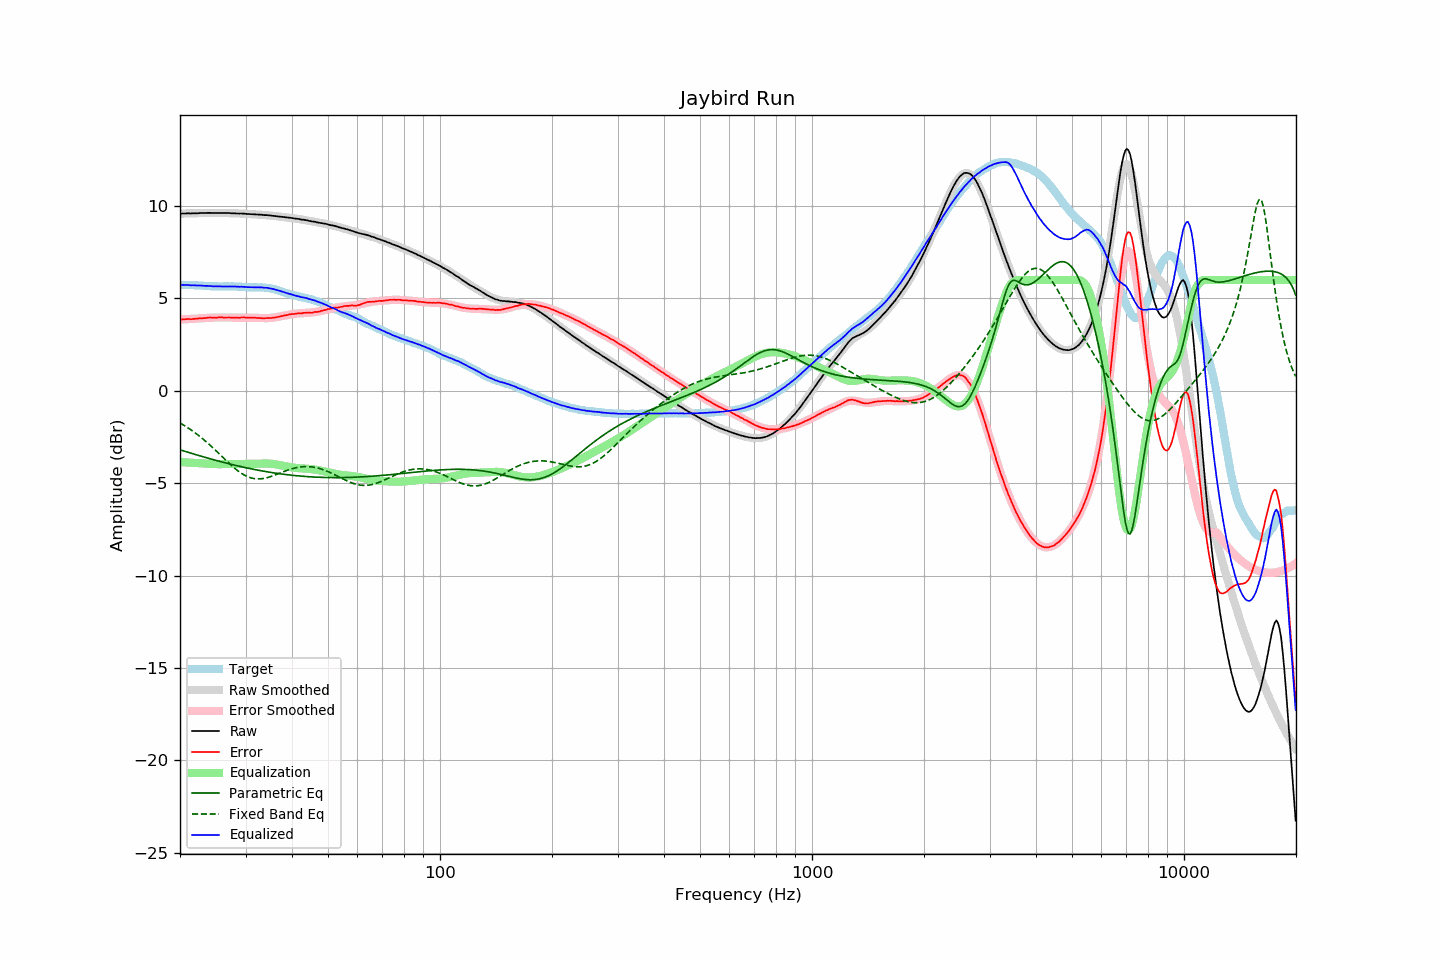 Jaybird Run
Amplitude (dBr)
10
5
0
−5
−10
−15
−20
−25
Target
Raw Smoothed
Error Smoothed
Raw
Error
Equalization
Parametric Eq
Fixed Band Eq
Equalized
100
1000
10000
Frequency (Hz)